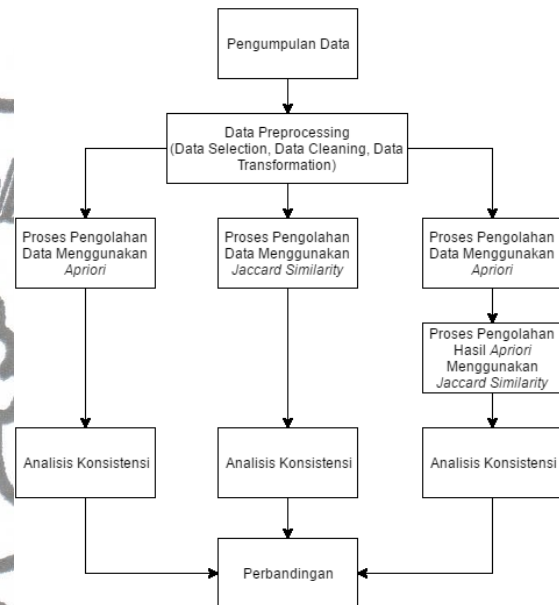 Pengumpulan Data
Data Preprocessing
(Data Selection, Data Cleaning, Data
Transformation)
Proses Pengolahan
Data Menggunakan
Apriori
Proses Pengolahan
Data Menggunakan
Jaccard Similarity
Proses Pengolahan
Data Menggunakan
Apriori
Proses Pengolahan
Hasil Apriori
Menggunakan
Jaccard Similarity
Analisis Konsistensi
Analisis Konsistensi
Analisis Konsistensi
Perbandingan